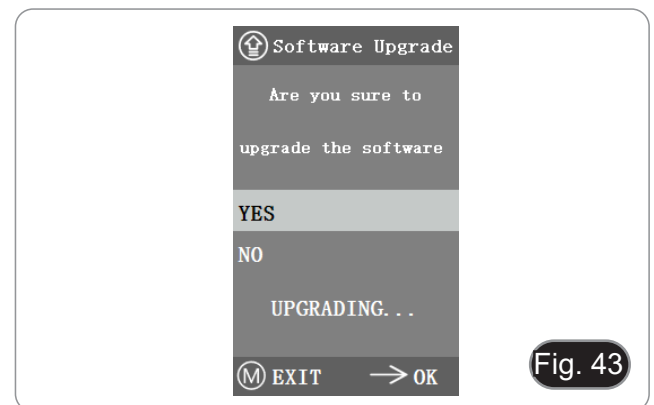 Software Upgrade
Are you sure to
upgrade the software
YES
NO
UPGRADING...
M EXIT → OK
Fig. 43